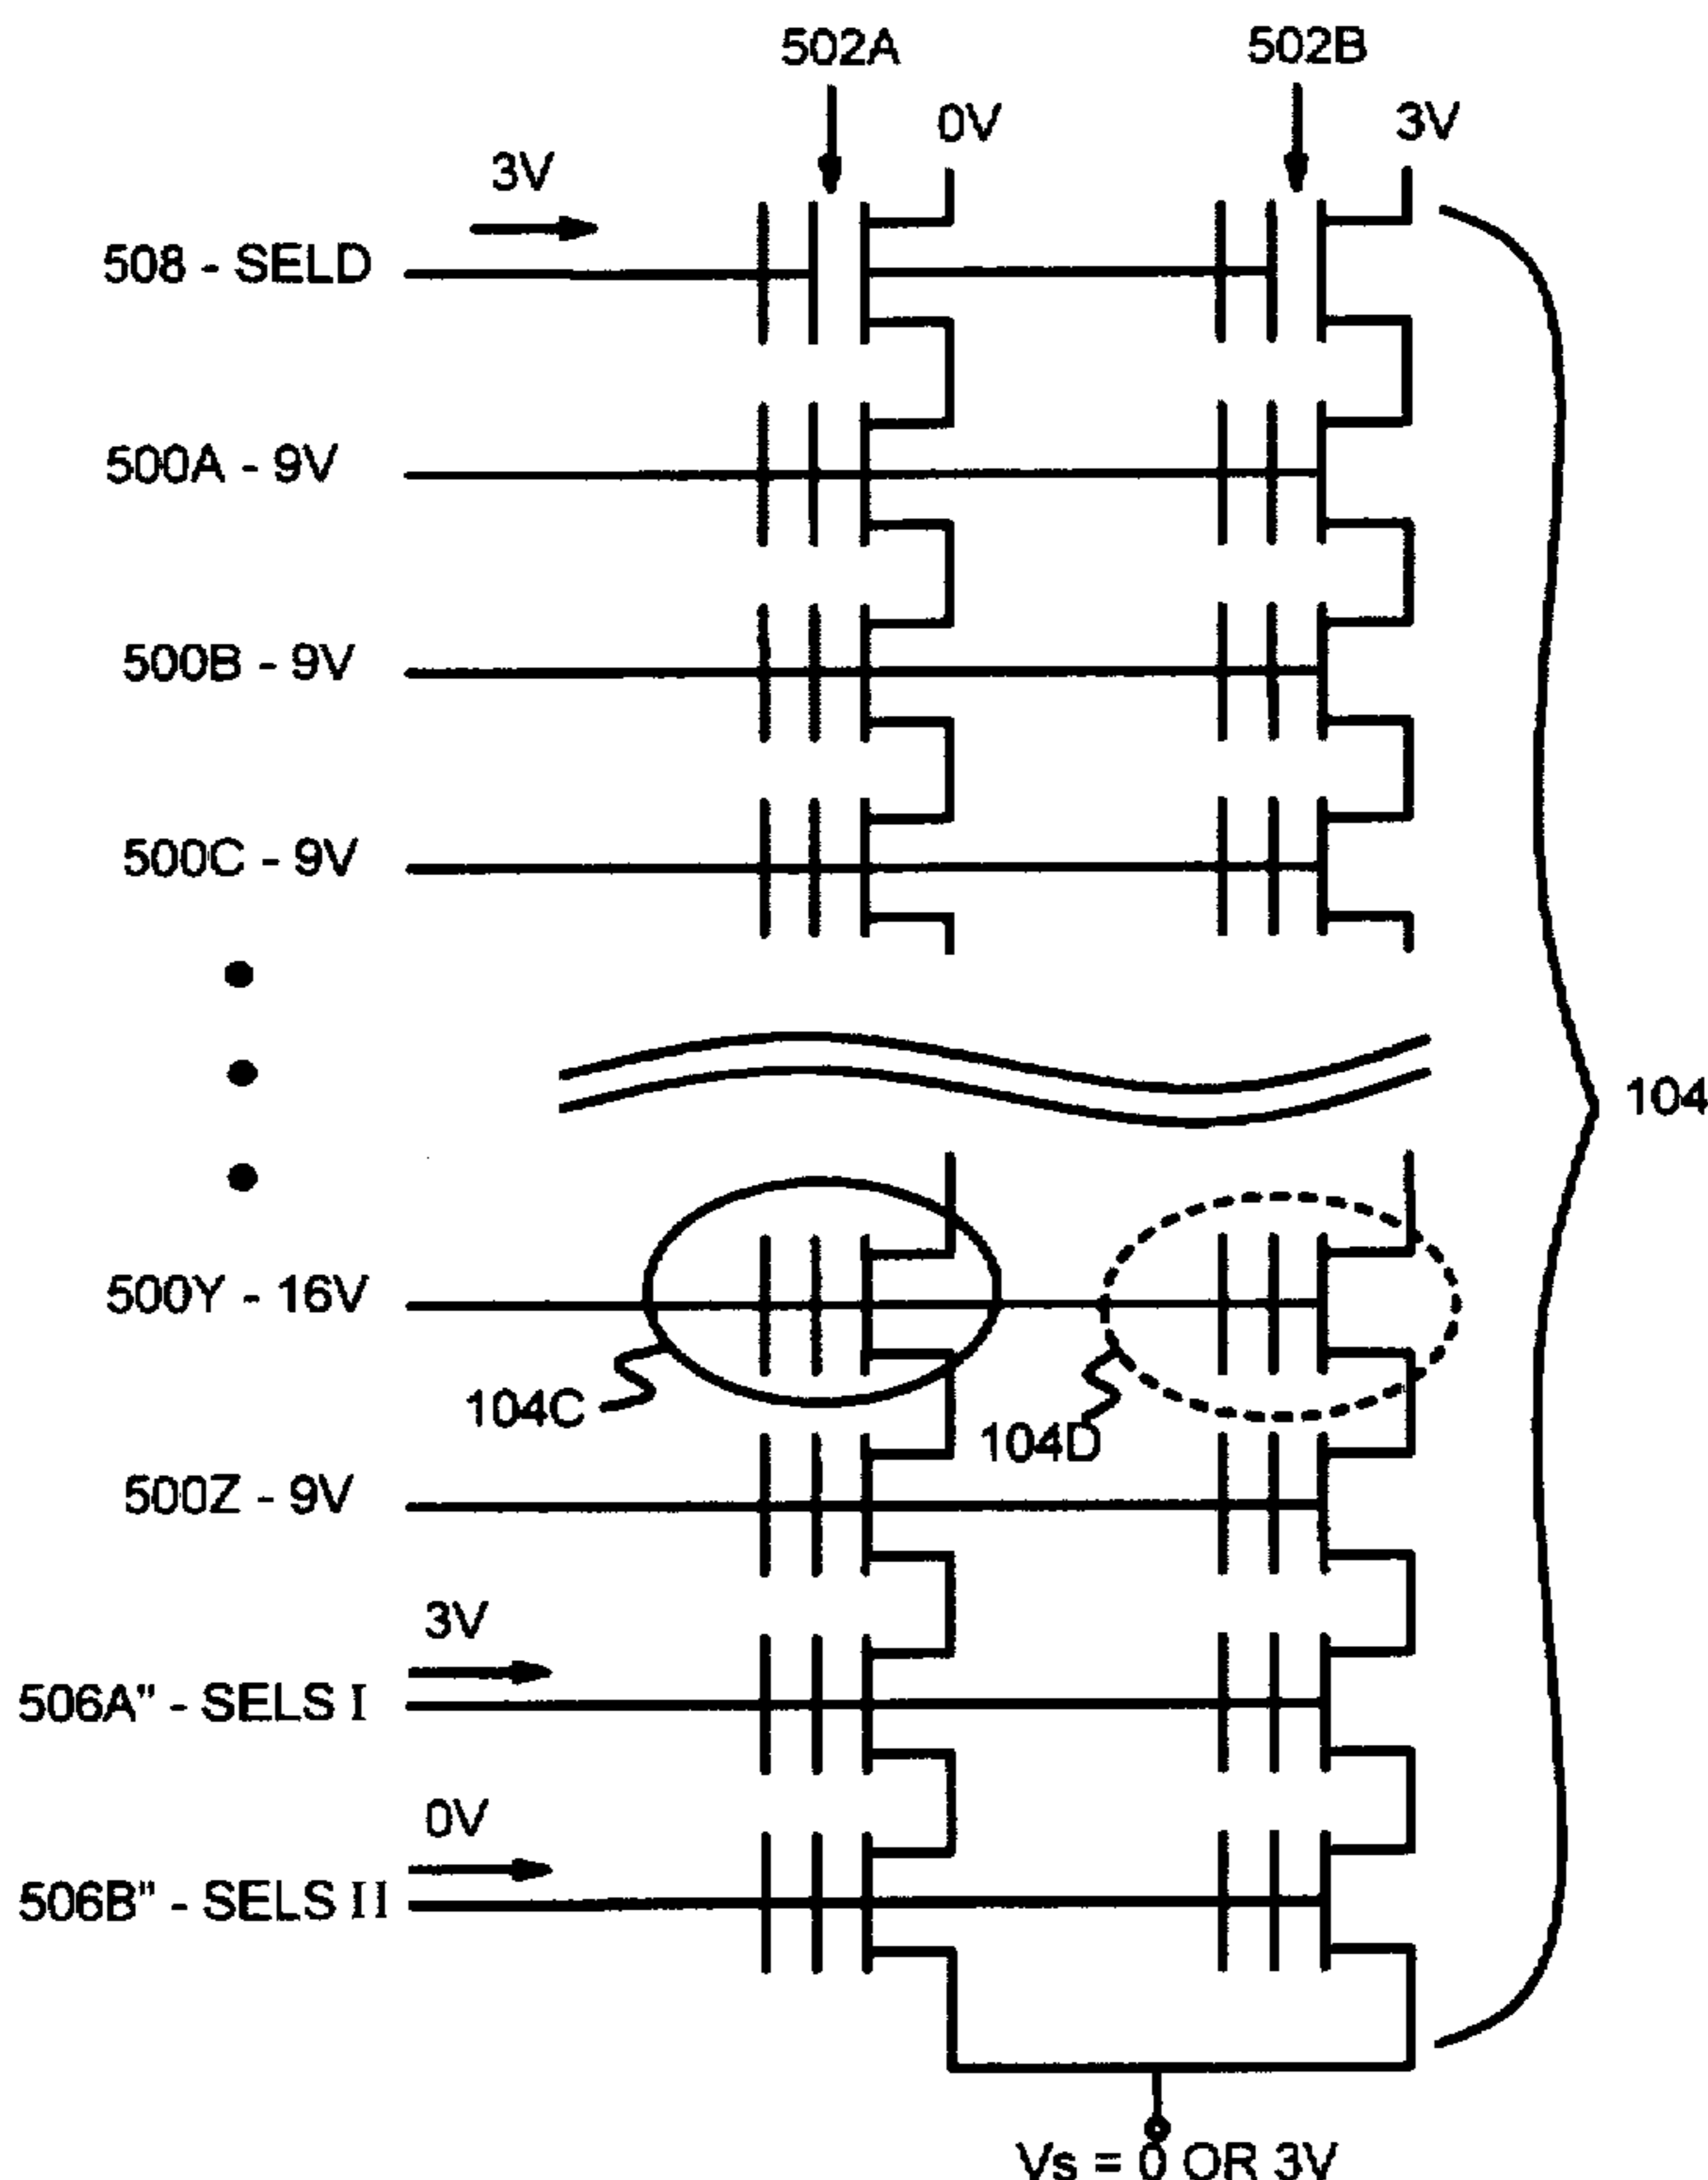 502A
502B
0V
3V
3V
508 - SELD
500A - 9V
500B - 9V
500C - 9V
104
500Y - 16V
104C
104D
500Z - 9V
3V
506A" - SELS I
0V
506B" - SELS II
Vs = 0 OR 3V